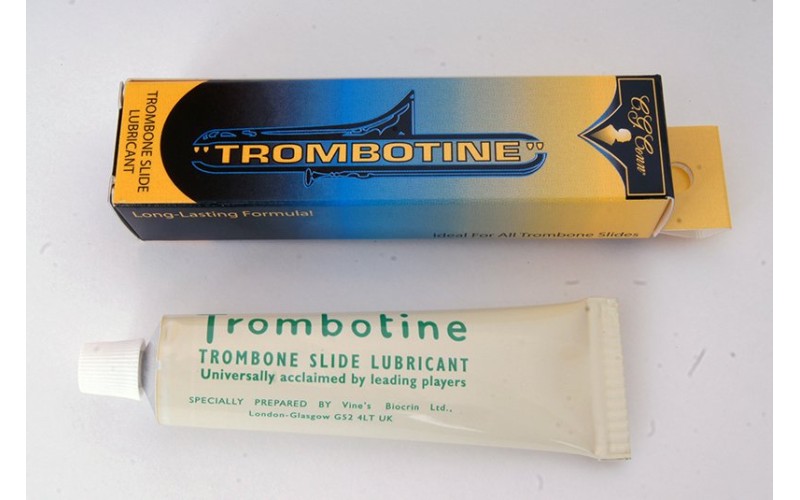 TROMBONE SLIDE
LUBRICANT
"TROMBOTINE"
C.G. Conn
Long-Lasting Formula!
Ideal For All Trombone Slides
Trombotine
TROMBONE SLIDE LUBRICANT
Universally acclaimed by leading players
SPECIALLY PREPARED BY Vine's Biocrin Ltd.,
London-Glasgow G52 4LT UK